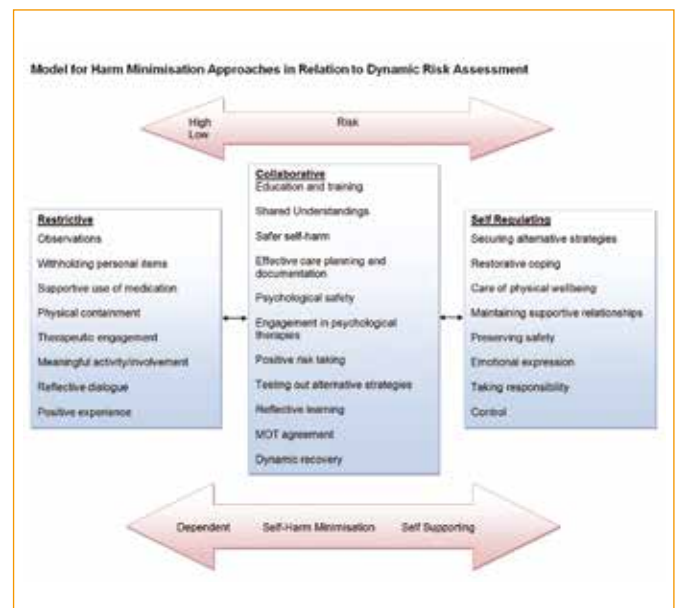 Model for Harm Minimisation Approaches in Relation to Dynamic Risk Assessment
High Risk
Low
Restrictive
Observations
Withholding personal items
Supportive use of medication
Physical containment
Therapeutic engagement
Meaningful activity/involvement
Reflective dialogue
Positive experience
Collaborative
Education and training
Shared Understandings
Safer self-harm
Effective care planning and
documentation
Psychological safety
Engagement in psychological
therapies
Positive risk taking
Testing out alternative strategies
Reflective learning
MDT agreement
Dynamic recovery
Self Regulating
Securing alternative strategies
Restorative coping
Care of physical wellbeing
Maintaining supportive relationships
Preserving safety
Emotional expression
Taking responsibility
Control
Dependent Self-Harm Minimisation Self Supporting